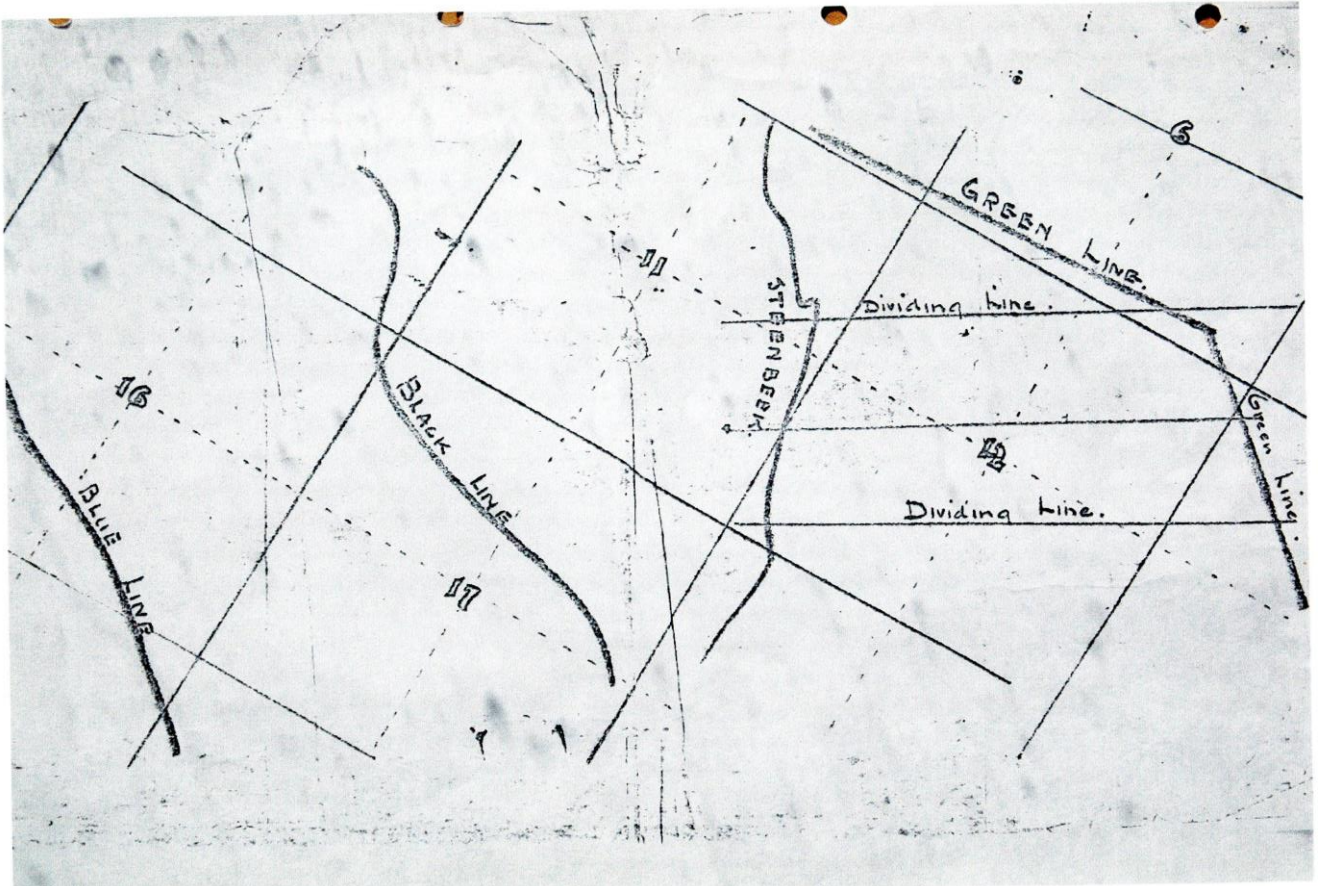 6
GREEN LINE.
11
STEENBEEK
Dividing Line.
16
BLACK LINE
Green Line.
12
BLUE LINE
Dividing Line.
17